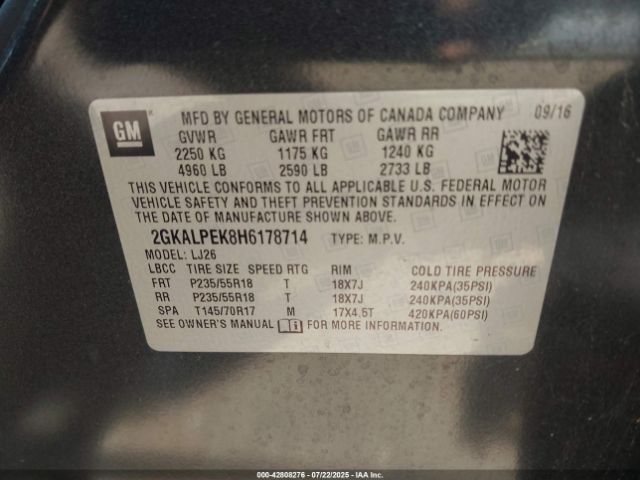 GM
MFD BY GENERAL MOTORS OF CANADA COMPANY 09/16
GVWR GAWR FRT GAWR RR
2250 KG 1175 KG 1240 KG
4960 LB 2590 LB 2733 LB
THIS VEHICLE CONFORMS TO ALL APPLICABLE U.S. FEDERAL MOTOR
VEHICLE SAFETY AND THEFT PREVENTION STANDARDS IN EFFECT ON
THE DATE OF MANUFACTURE SHOWN ABOVE.
2GKALPEK8H6178714 TYPE: M.P.V.
MODEL: LJ26
LBCC TIRE SIZE SPEED RTG RIM COLD TIRE PRESSURE
FRT P235/55R18 T 18X7J 240KPA(35PSI)
RR P235/55R18 T 18X7J 240KPA(35PSI)
SPA T145/70R17 M 17X4.5T 420KPA(60PSI)
SEE OWNER'S MANUAL FOR MORE INFORMATION.
000-42808276 - 07/22/2025 - IAAI.COM